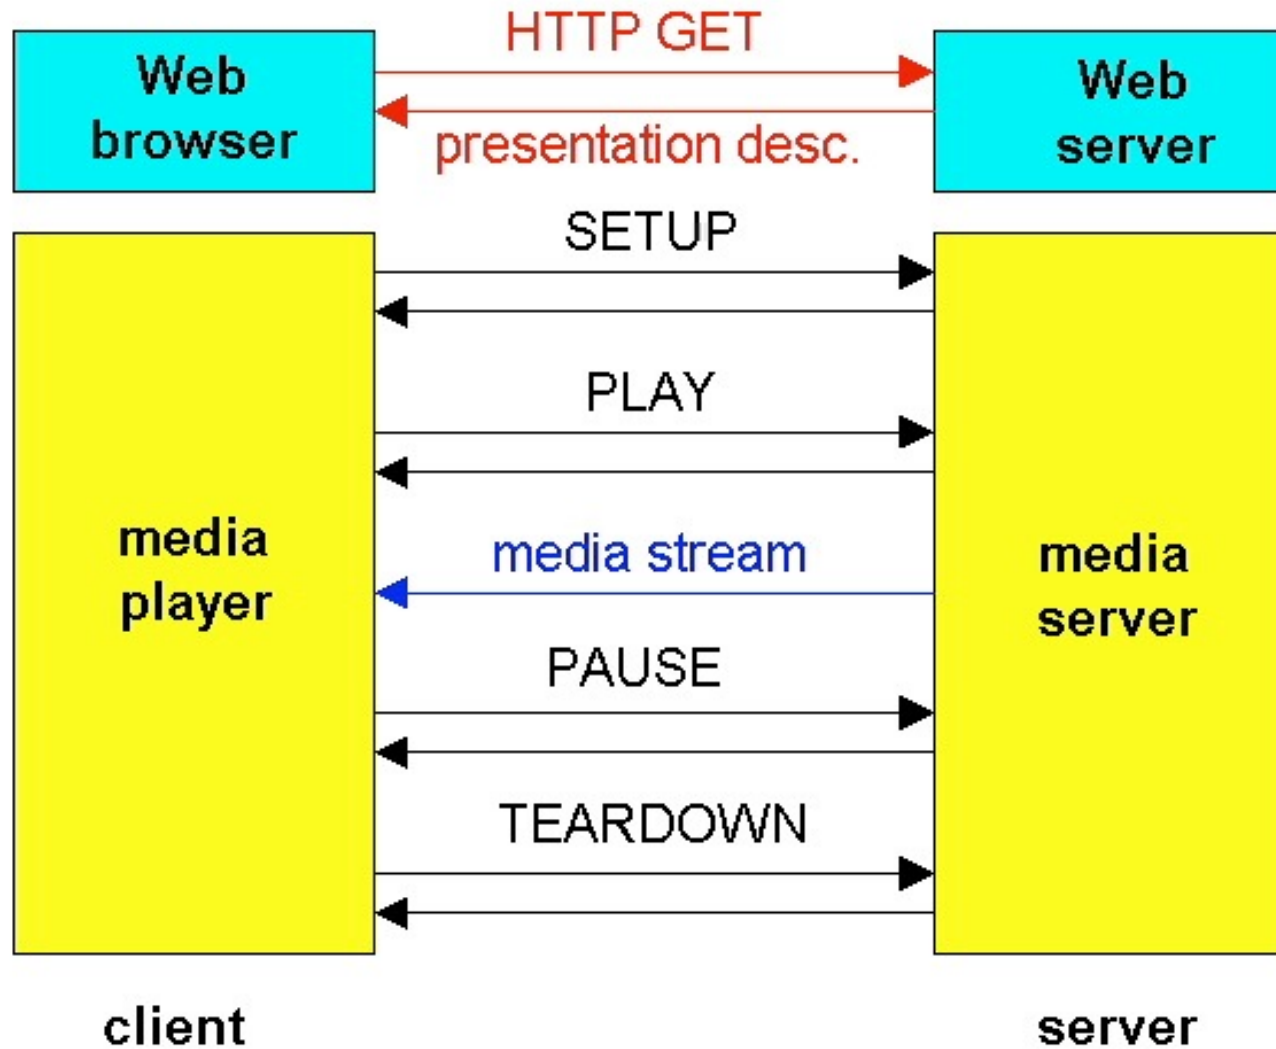 HTTP GET
Web
browser
Web
server
presentation desc.
SETUP
PLAY
media
player
media stream
media
server
PAUSE
TEARDOWN
client
server